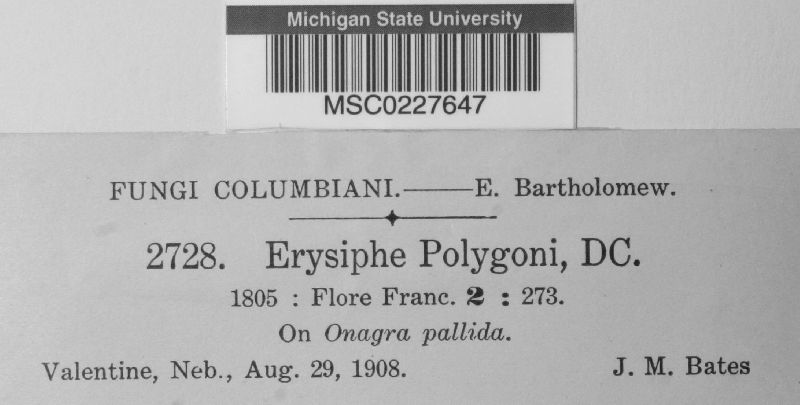 Michigan State University
MSC0227647
FUNGI COLUMBIANI.——E. Bartholomew.
2728. Erysiphe Polygoni, DC.
1805 : Flore Franc. 2 : 273.
On Onagra pallida.
Valentine, Neb., Aug. 29, 1908. J. M. Bates